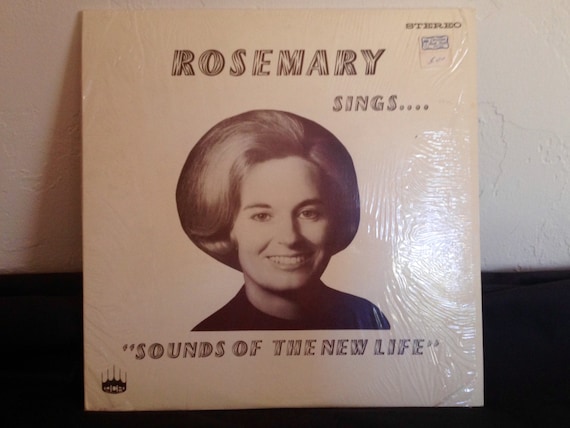 STEREO
ROSEMARY
SINGS....
"SOUNDS OF THE NEW LIFE"